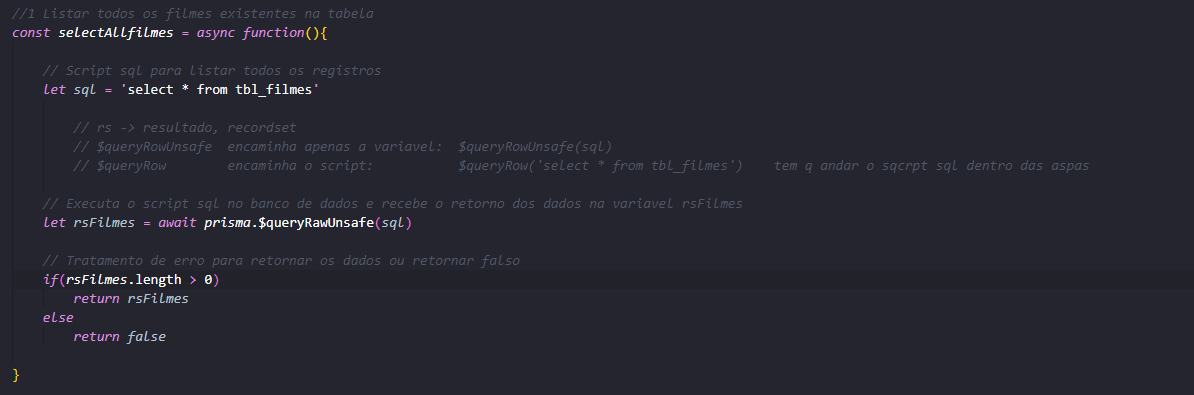 //1 Listar todos os filmes existentes na tabela
const selectAllfilmes = async function(){
// Script sql para listar todos os registros
let sql = 'select * from tbl_filmes'
// rs -> resultado, recordset
// $queryRowUnsafe encaminha apenas a variavel: $queryRowUnsafe(sql)
// $queryRow encaminha o script: $queryRow('select * from tbl_filmes') tem q andar o sqcrpt sql dentro das aspas
// Executa o script sql no banco de dados e recebe o retorno dos dados na variavel rsFilmes
let rsFilmes = await prisma.$queryRawUnsafe(sql)
// Tratamento de erro para retornar os dados ou retornar falso
if(rsFilmes.length > 0)
return rsFilmes
else
return false
}